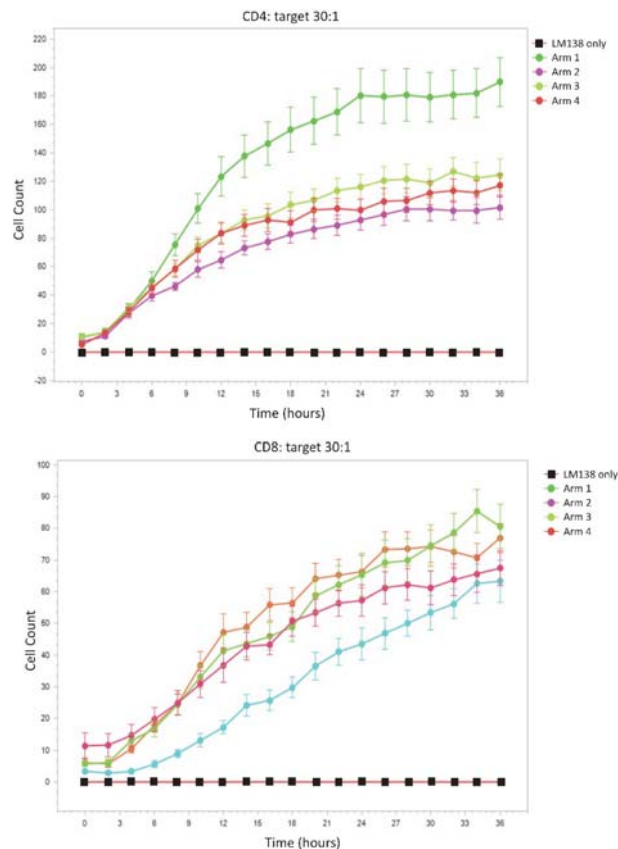 CD4: target 30:1
LM138 only
Arm 1
Arm 2
Arm 3
Arm 4
220
200
180
160
140
120
100
80
60
40
20
0
-20
Cell Count
0 3 6 9 12 15 18 21 24 27 30 33 36
Time (hours)
CD8: target 30:1
LM138 only
Arm 1
Arm 2
Arm 3
Arm 4
100
90
80
70
60
50
40
30
20
10
0
Cell Count
0 3 6 9 12 15 18 21 24 27 30 33 36
Time (hours)